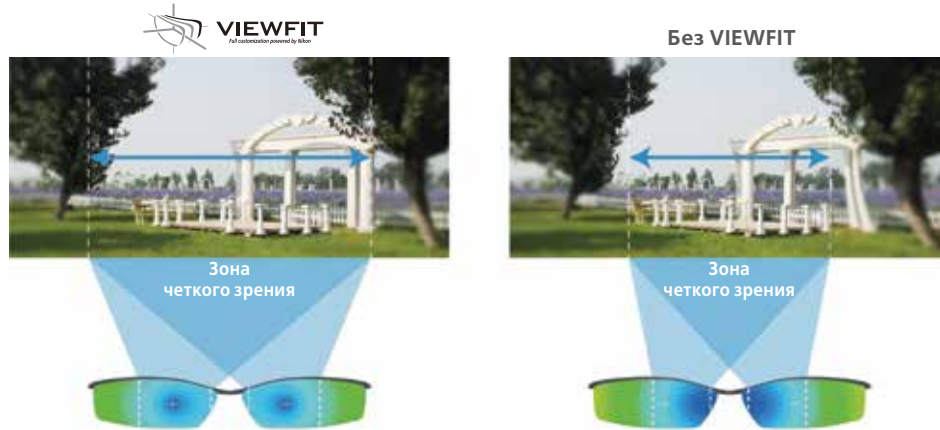 VIEWFIT
Full customization powered by Nikon
Без VIEWFIT
Зона
четкого зрения
Зона
четкого зрения